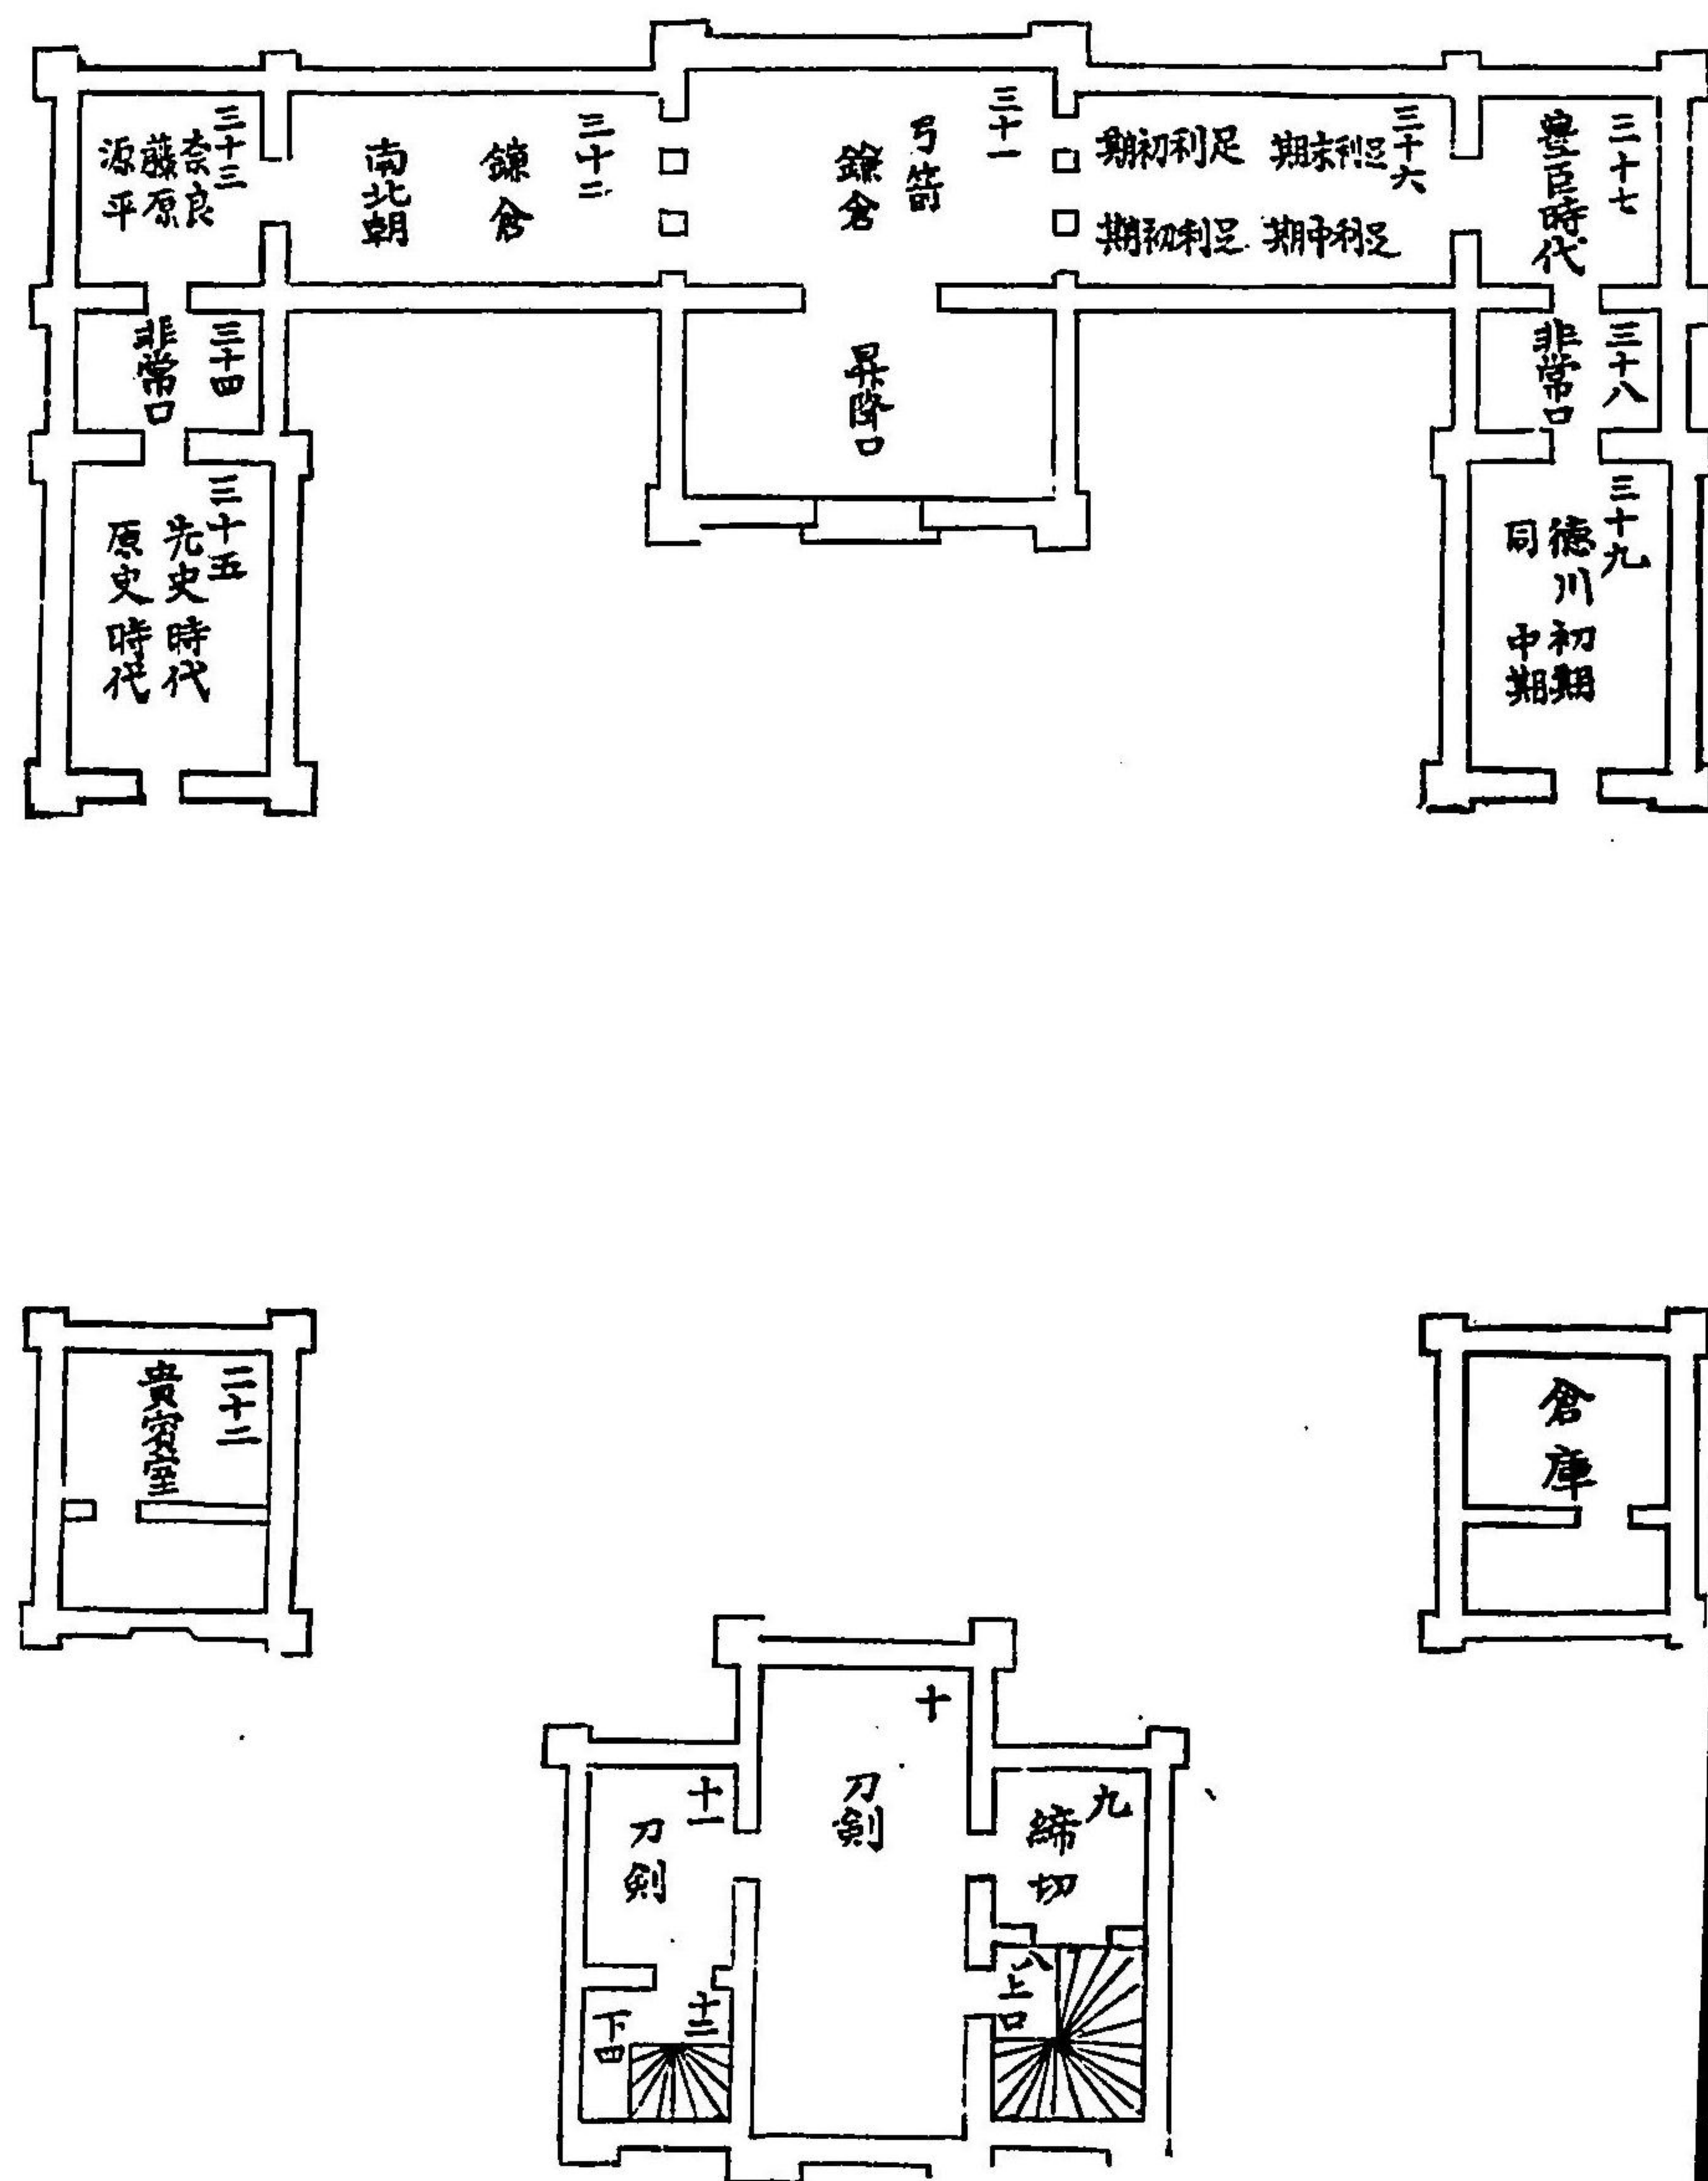 三十一
弓箭
鎌倉
昇降口
三十二
鎌倉
南北朝
三十三
奈良
藤原
源平
三十四
非常口
三十五
先史時代
原史時代
三十六
期末利足
期初利足
期中利足
期初利足
三十七
豊臣時代
三十八
非常口
三十九
徳川初期
同 中期
二十二
貴賓室
倉庫
十
刀剣
九
締切
八
上口
十一
刀剣
十二
下口